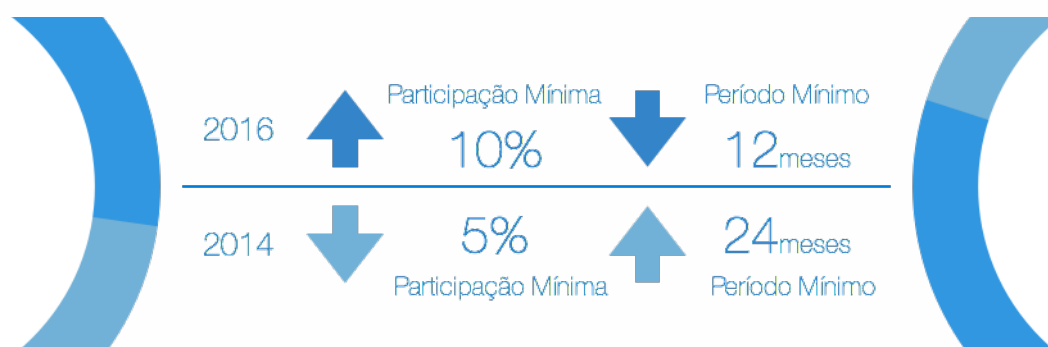 Participação Mínima Período Mínimo
2016 10% 12meses
2014 5% 24meses
Participação Mínima Período Mínimo